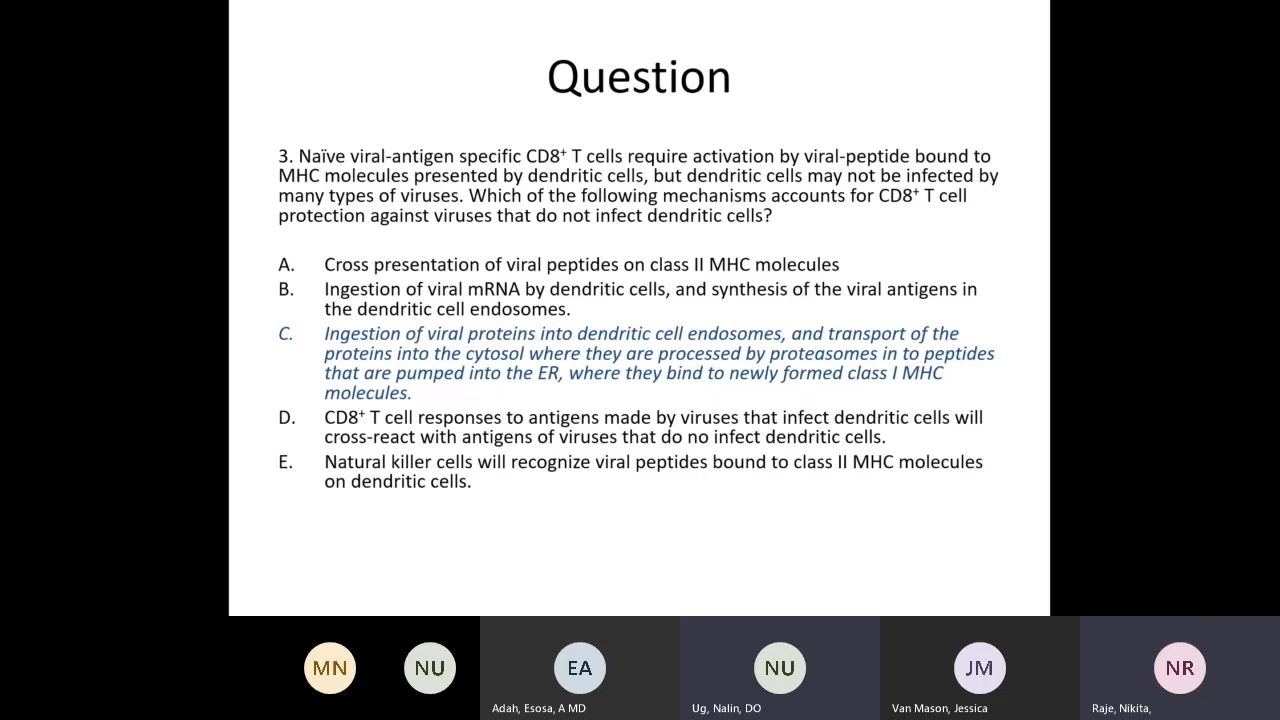 Question
3. Naïve viral-antigen specific CD8⁺ T cells require activation by viral-peptide bound to
MHC molecules presented by dendritic cells, but dendritic cells may not be infected by
many types of viruses. Which of the following mechanisms accounts for CD8⁺ T cell
protection against viruses that do not infect dendritic cells?
A. Cross presentation of viral peptides on class II MHC molecules
B. Ingestion of viral mRNA by dendritic cells, and synthesis of the viral antigens in
the dendritic cell endosomes.
C. Ingestion of viral proteins into dendritic cell endosomes, and transport of the
proteins into the cytosol where they are processed by proteasomes in to peptides
that are pumped into the ER, where they bind to newly formed class I MHC
molecules.
D. CD8⁺ T cell responses to antigens made by viruses that infect dendritic cells will
cross-react with antigens of viruses that do no infect dendritic cells.
E. Natural killer cells will recognize viral peptides bound to class II MHC molecules
on dendritic cells.
MN NU EA NU JM NR
Adah, Esosa, A MD Ug, Nalin, DO Van Mason, Jessica Raje, Nikita,